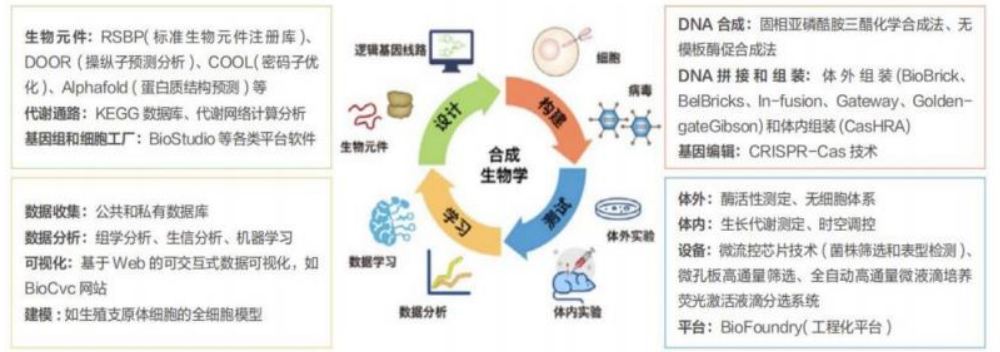 生物元件：RSBP(标准生物元件注册库)、
DOOR（操纵子预测分析）、COOL(密码子优
化)、Alphafold（蛋白质结构预测）等
代谢通路：KEGG 数据库、代谢网络计算分析
基因组和细胞工厂：BioStudio 等各类平台软件
数据收集：公共和私有数据库
数据分析：组学分析、生信分析、机器学习
可视化：基于 Web 的可交互式数据可视化，如
BioCvc 网站
建模：如生殖支原体细胞的全细胞模型
逻辑基因线路
细胞
病毒
生物元件
设计
构建
合成
生物学
学习
测试
体外实验
数据学习
数据分析
体内实验
DNA 合成：固相亚磷酰胺三醋化学合成法、无
模板酶促合成法
DNA 拼接和组装：体外组装(BioBrick、
BelBricks、In-fusion、Gateway、Golden-
gateGibson)和体内组装(CasHRA)
基因编辑：CRISPR-Cas 技术
体外：酶活性测定、无细胞体系
体内：生长代谢测定、时空调控
设备：微流控芯片技术(菌株筛选和表型检测)、
微孔板高通量筛选、全自动高通量微液滴培养
荧光激活液滴分选系统
平台：BioFoundry(工程化平台)